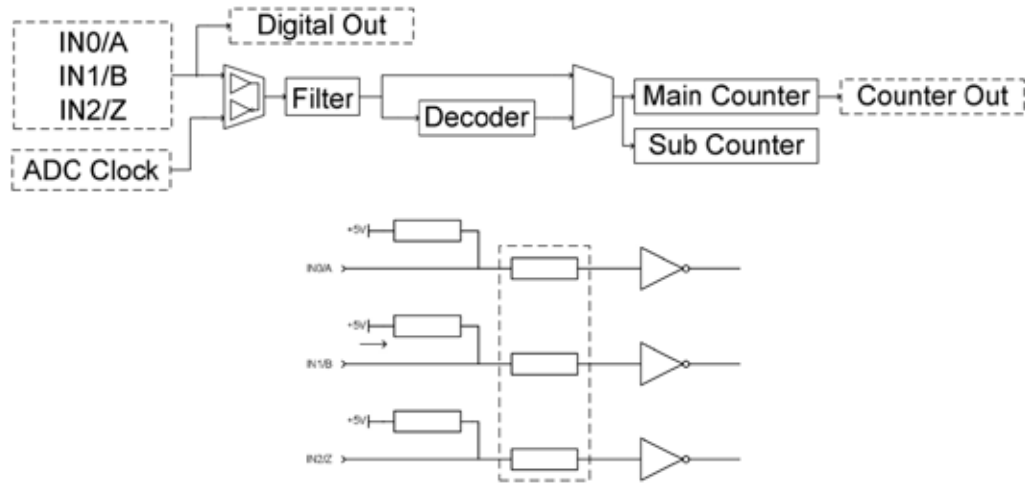 IN0/A
IN1/B
IN2/Z
Digital Out
Filter
Decoder
Main Counter
Counter Out
Sub Counter
ADC Clock
+5V
IN0/A
+5V
IN1/B
+5V
IN2/Z